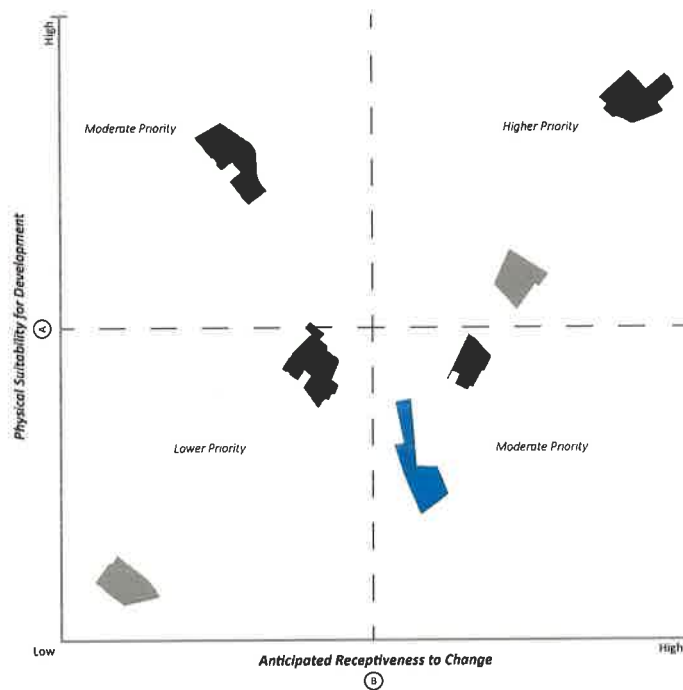 High
Moderate Priority
Higher Priority
Physical Suitability for Development
A
Lower Priority
Moderate Priority
Low
Anticipated Receptiveness to Change
High
B